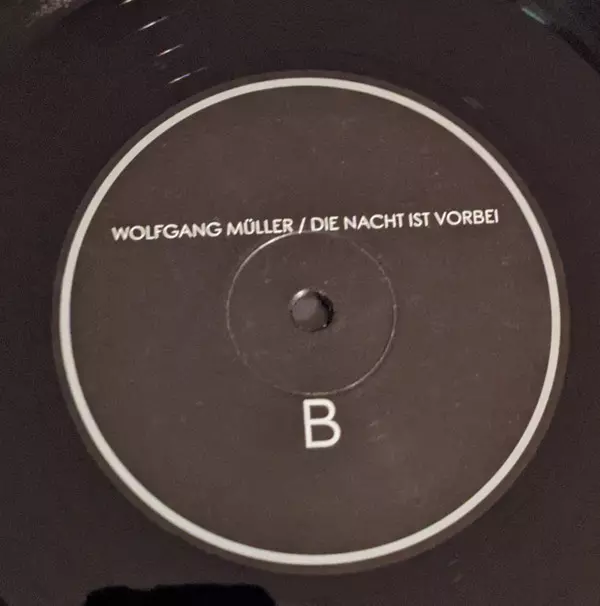 WOLFGANG MÜLLER / DIE NACHT IST VORBEI
B